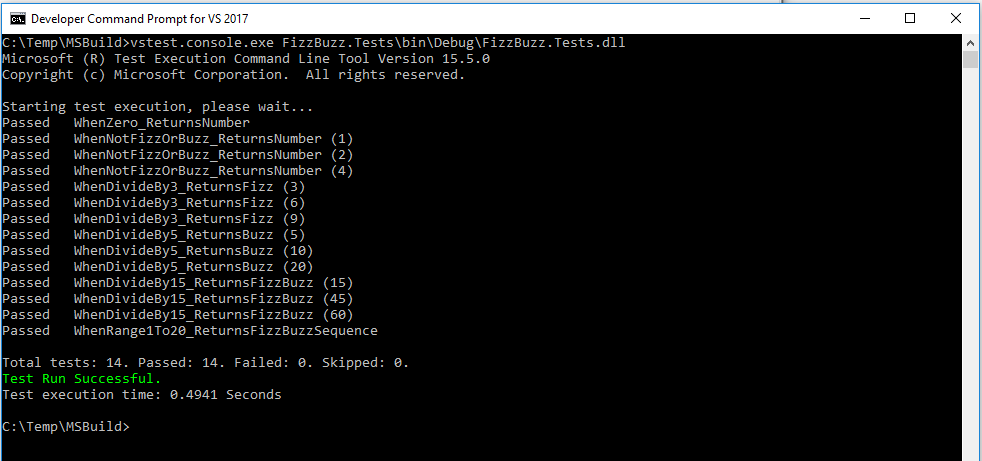 Developer Command Prompt for VS 2017
C:\Temp\MSBuild>vstest.console.exe FizzBuzz.Tests\bin\Debug\FizzBuzz.Tests.dll
Microsoft (R) Test Execution Command Line Tool Version 15.5.0
Copyright (c) Microsoft Corporation.  All rights reserved.

Starting test execution, please wait...
Passed   WhenZero_ReturnsNumber
Passed   WhenNotFizzOrBuzz_ReturnsNumber (1)
Passed   WhenNotFizzOrBuzz_ReturnsNumber (2)
Passed   WhenNotFizzOrBuzz_ReturnsNumber (4)
Passed   WhenDivideBy3_ReturnsFizz (3)
Passed   WhenDivideBy3_ReturnsFizz (6)
Passed   WhenDivideBy3_ReturnsFizz (9)
Passed   WhenDivideBy5_ReturnsBuzz (5)
Passed   WhenDivideBy5_ReturnsBuzz (10)
Passed   WhenDivideBy5_ReturnsBuzz (20)
Passed   WhenDivideBy15_ReturnsFizzBuzz (15)
Passed   WhenDivideBy15_ReturnsFizzBuzz (45)
Passed   WhenDivideBy15_ReturnsFizzBuzz (60)
Passed   WhenRange1To20_ReturnsFizzBuzzSequence

Total tests: 14. Passed: 14. Failed: 0. Skipped: 0.
Test Run Successful.
Test execution time: 0.4941 Seconds

C:\Temp\MSBuild>